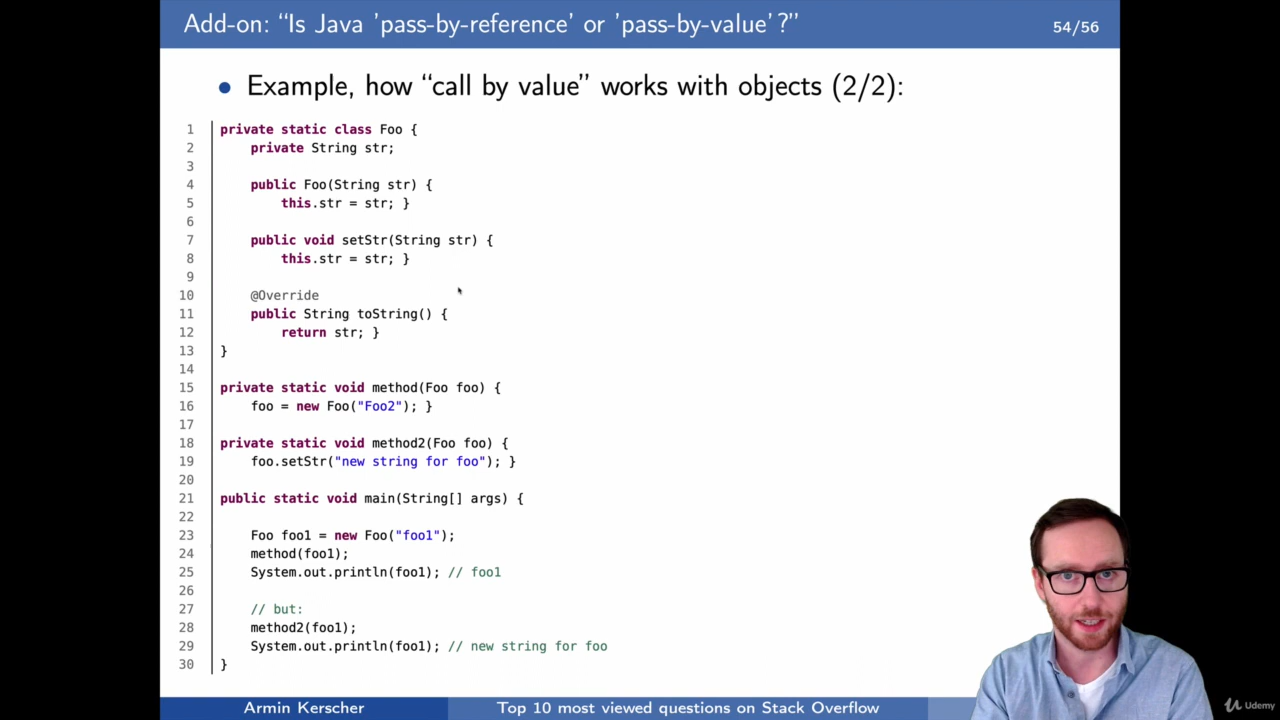 Add-on: “Is Java 'pass-by-reference' or 'pass-by-value'?”
54/56
• Example, how “call by value” works with objects (2/2):
1 private static class Foo {
2     private String str;
3
4     public Foo(String str) {
5         this.str = str; }
6
7     public void setStr(String str) {
8         this.str = str; }
9
10     @Override
11     public String toString() {
12         return str; }
13 }
14
15 private static void method(Foo foo) {
16     foo = new Foo("Foo2"); }
17
18 private static void method2(Foo foo) {
19     foo.setStr("new string for foo"); }
20
21 public static void main(String[] args) {
22
23     Foo foo1 = new Foo("foo1");
24     method(foo1);
25     System.out.println(foo1); // foo1
26
27     // but:
28     method2(foo1);
29     System.out.println(foo1); // new string for foo
30 }
Armin Kerscher
Top 10 most viewed questions on Stack Overflow
Udemy